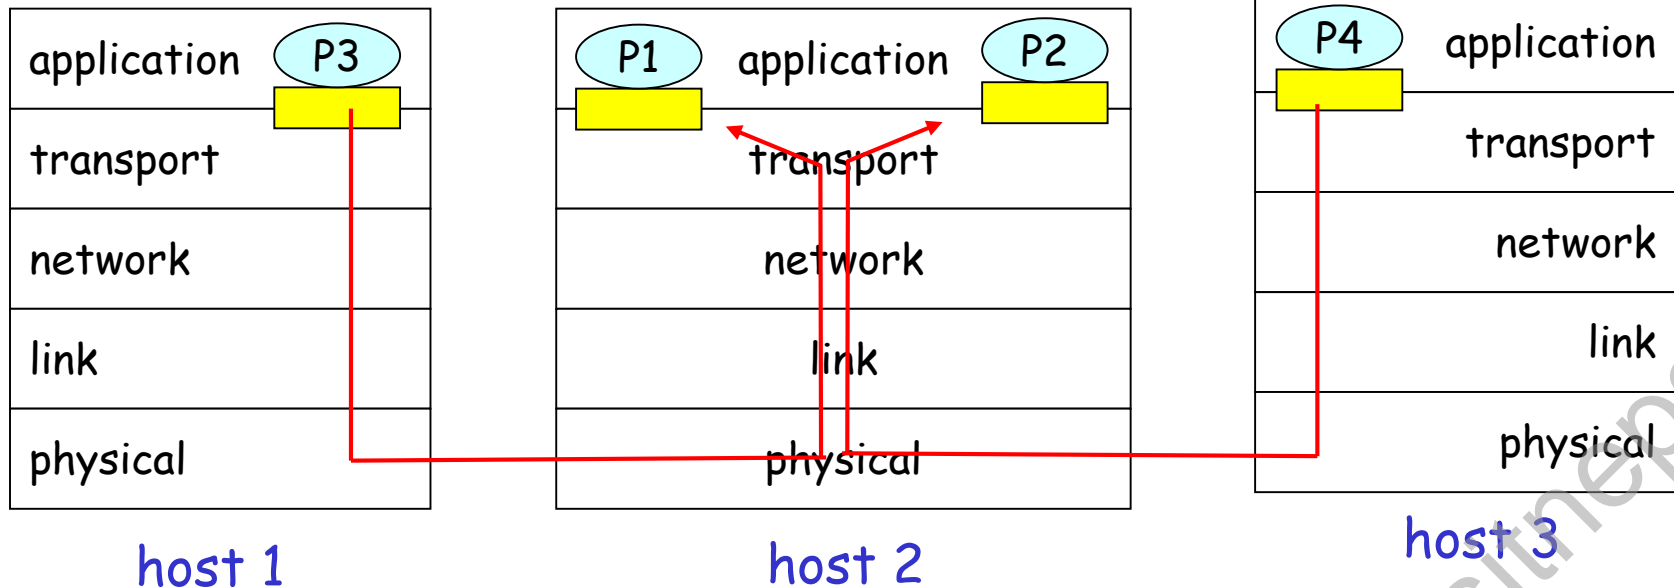 application P3
transport
network
link
physical
host 1
P1 application P2
transport
network
link
physical
host 2
P4 application
transport
network
link
physical
host 3